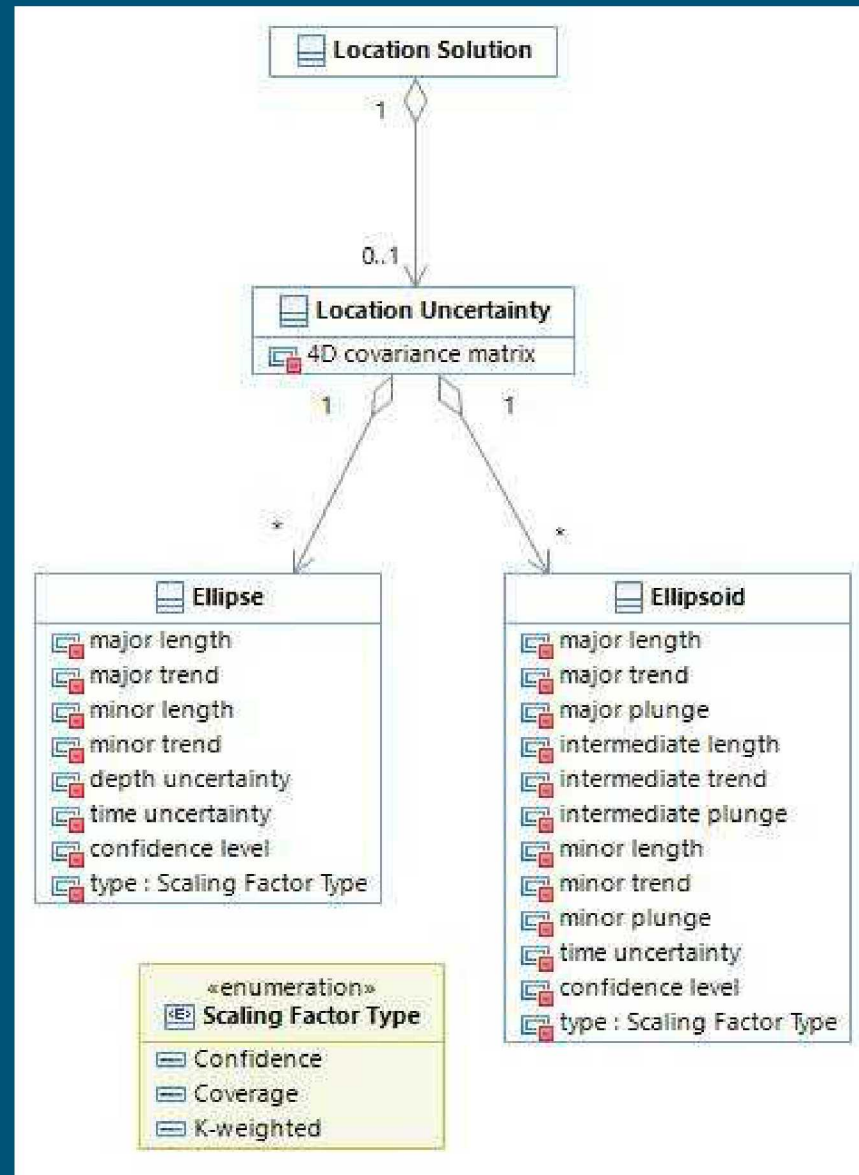 Location Solution
1
0..1
Location Uncertainty
4D covariance matrix
1
1
*
*
Ellipse
major length
major trend
minor length
minor trend
depth uncertainty
time uncertainty
confidence level
type : Scaling Factor Type
Ellipsoid
major length
major trend
major plunge
intermediate length
intermediate trend
intermediate plunge
minor length
minor trend
minor plunge
time uncertainty
confidence level
type : Scaling Factor Type
«enumeration»
<E> Scaling Factor Type
Confidence
Coverage
K-weighted